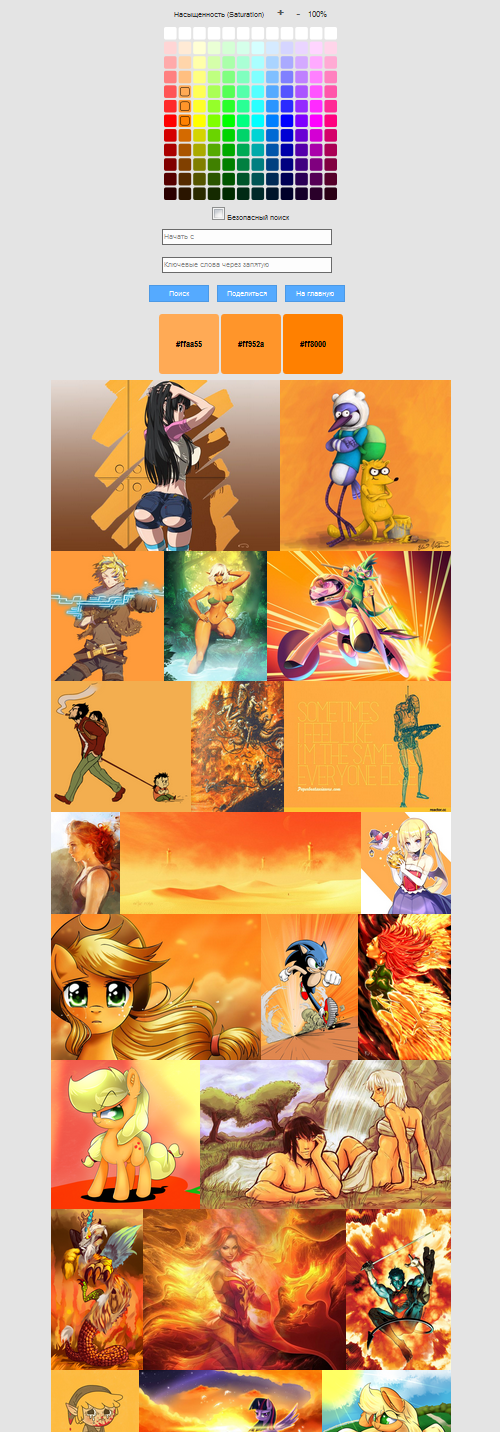 Насыщенность (Saturation) + - 100%
Безопасный поиск
Начать с
Ключевые слова через запятую
Поиск Поделиться На главную
#ffaa55 #ff952a #ff8000
SOMETIMES
I FEEL LIKE
I'M THE SAME
EVERYONE EL